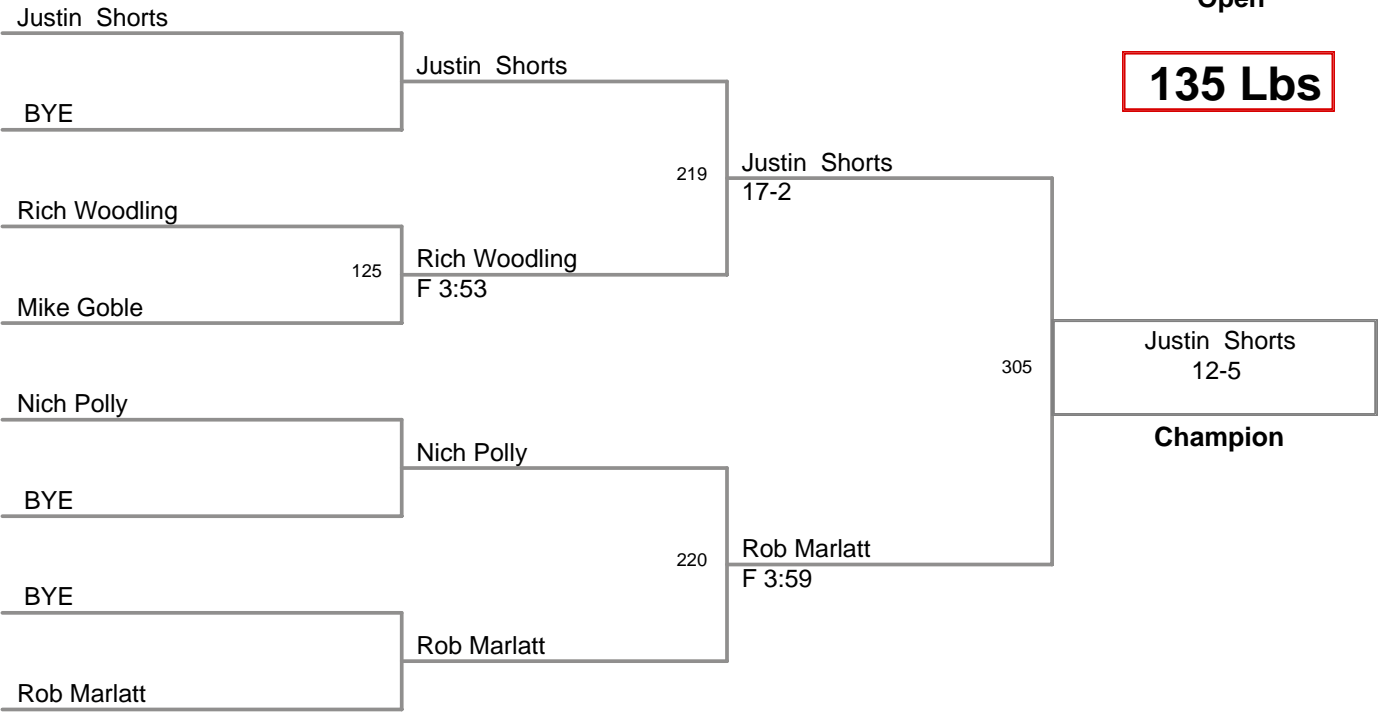 Open
135 Lbs
Justin  Shorts
BYE
Rich Woodling
Mike Goble
Nich Polly
BYE
BYE
Rob Marlatt
Justin  Shorts
125
Rich Woodling
F 3:53
Nich Polly
Rob Marlatt
219
Justin  Shorts
17-2
220
Rob Marlatt
F 3:59
305
Justin  Shorts
12-5
Champion